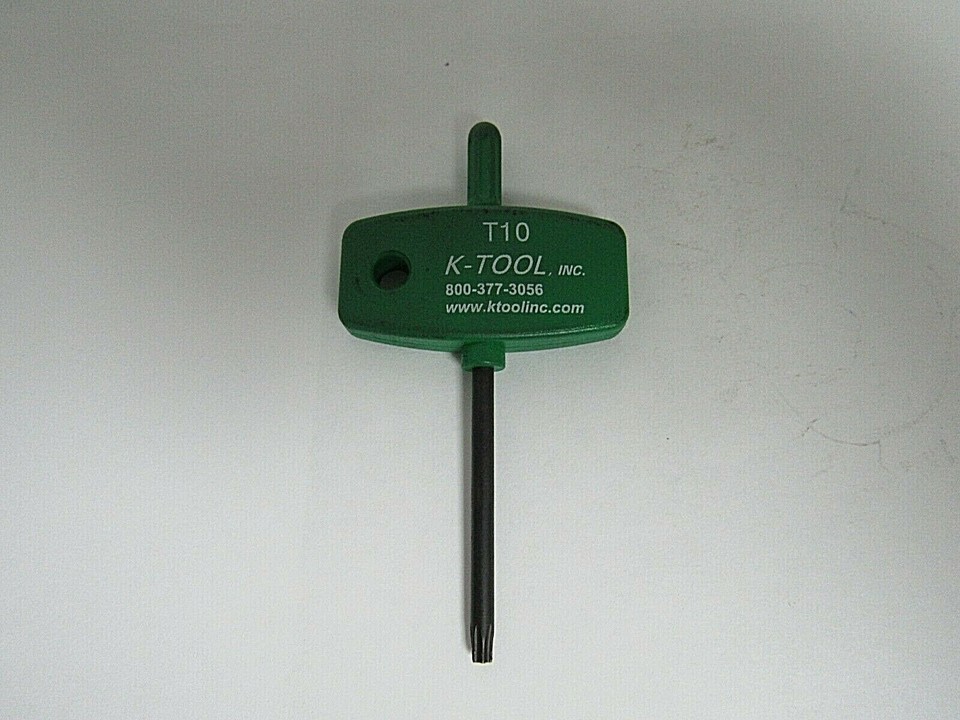 T10
K-TOOL, INC.
800-377-3056
www.ktoolinc.com